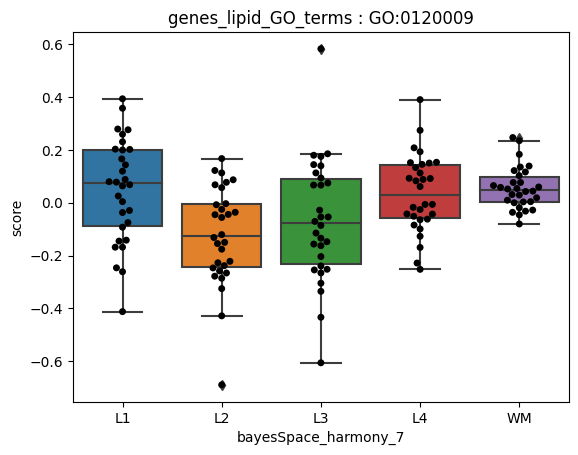 genes_lipid_GO_terms : GO:0120009
score
0.6
0.4
0.2
0.0
−0.2
−0.4
−0.6
L1 L2 L3 L4 WM
bayesSpace_harmony_7